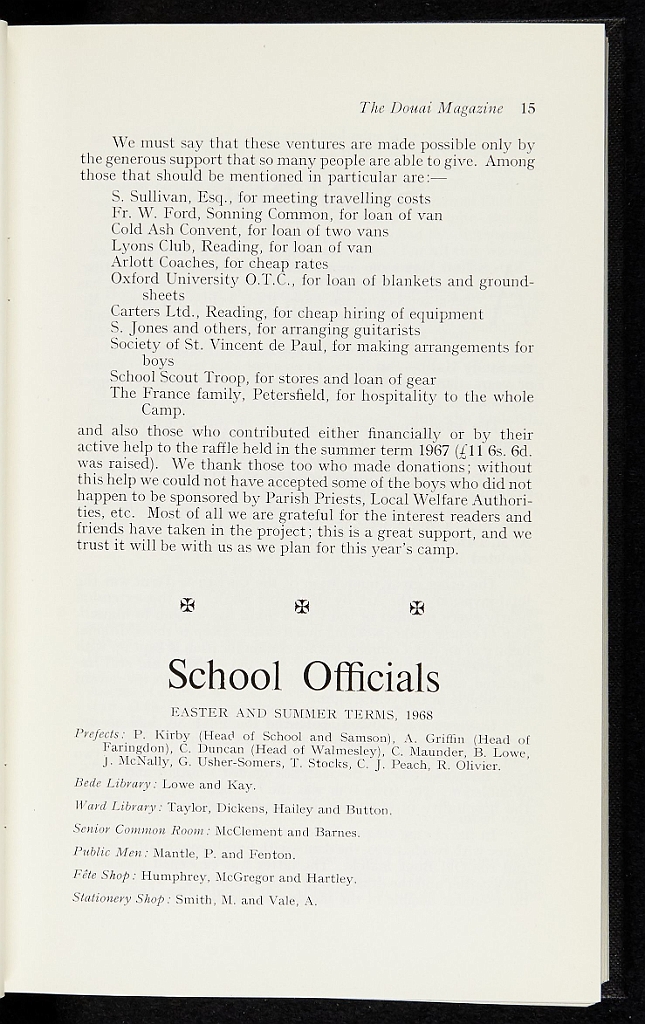 The Douai Magazine 15
We must say that these ventures are made possible only by
the generous support that so many people are able to give. Among
those that should be mentioned in particular are:—
S. Sullivan, Esq., for meeting travelling costs
Fr. W. Ford, Sonning Common, for loan of van
Cold Ash Convent, for loan of two vans
Lyons Club, Reading, for loan of van
Arlott Coaches, for cheap rates
Oxford University O.T.C., for loan of blankets and ground-
sheets
Carters Ltd., Reading, for cheap hiring of equipment
S. Jones and others, for arranging guitarists
Society of St. Vincent de Paul, for making arrangements for
boys
School Scout Troop, for stores and loan of gear
The France family, Petersfield, for hospitality to the whole
Camp.
and also those who contributed either financially or by their
active help to the raffle held in the summer term 1967 (£11 6s. 6d.
was raised). We thank those too who made donations; without
this help we could not have accepted some of the boys who did not
happen to be sponsored by Parish Priests, Local Welfare Authori-
ties, etc. Most of all we are grateful for the interest readers and
friends have taken in the project; this is a great support, and we
trust it will be with us as we plan for this year's camp.
School Officials
EASTER AND SUMMER TERMS, 1968
Prefects: P. Kirby (Head of School and Samson), A. Griffin (Head of
Faringdon), C. Duncan (Head of Walmesley), C. Maunder, B. Lowe,
J. McNally, G. Usher-Somers, T. Stocks, C. J. Peach, R. Olivier.
Bede Library: Lowe and Kay.
Ward Library: Taylor, Dickens, Hailey and Button.
Senior Common Room: McClement and Barnes.
Public Men: Mantle, P. and Fenton.
Fête Shop: Humphrey, McGregor and Hartley.
Stationery Shop: Smith, M. and Vale, A.